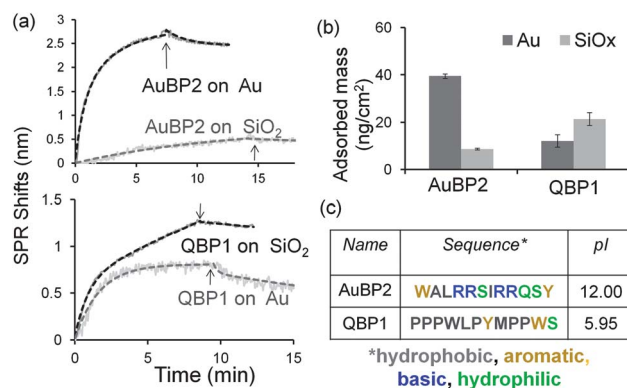 (a)
3
2.5
2
1.5
1
0.5
0
0 5 10 15
AuBP2 on Au
AuBP2 on SiO2
SPR Shifts (nm)
1.5
1
0.5
0
0 5 10 15
QBP1 on SiO2
QBP1 on Au
Time (min)
(b)
Au SiOx
Adsorbed mass
(ng/cm²)
60
40
20
0
AuBP2 QBP1
(c)
Name Sequence* pI
AuBP2 WALRRSIRRQSY 12.00
QBP1 PPPWLPYMPPWS 5.95
*hydrophobic, aromatic,
basic, hydrophilic